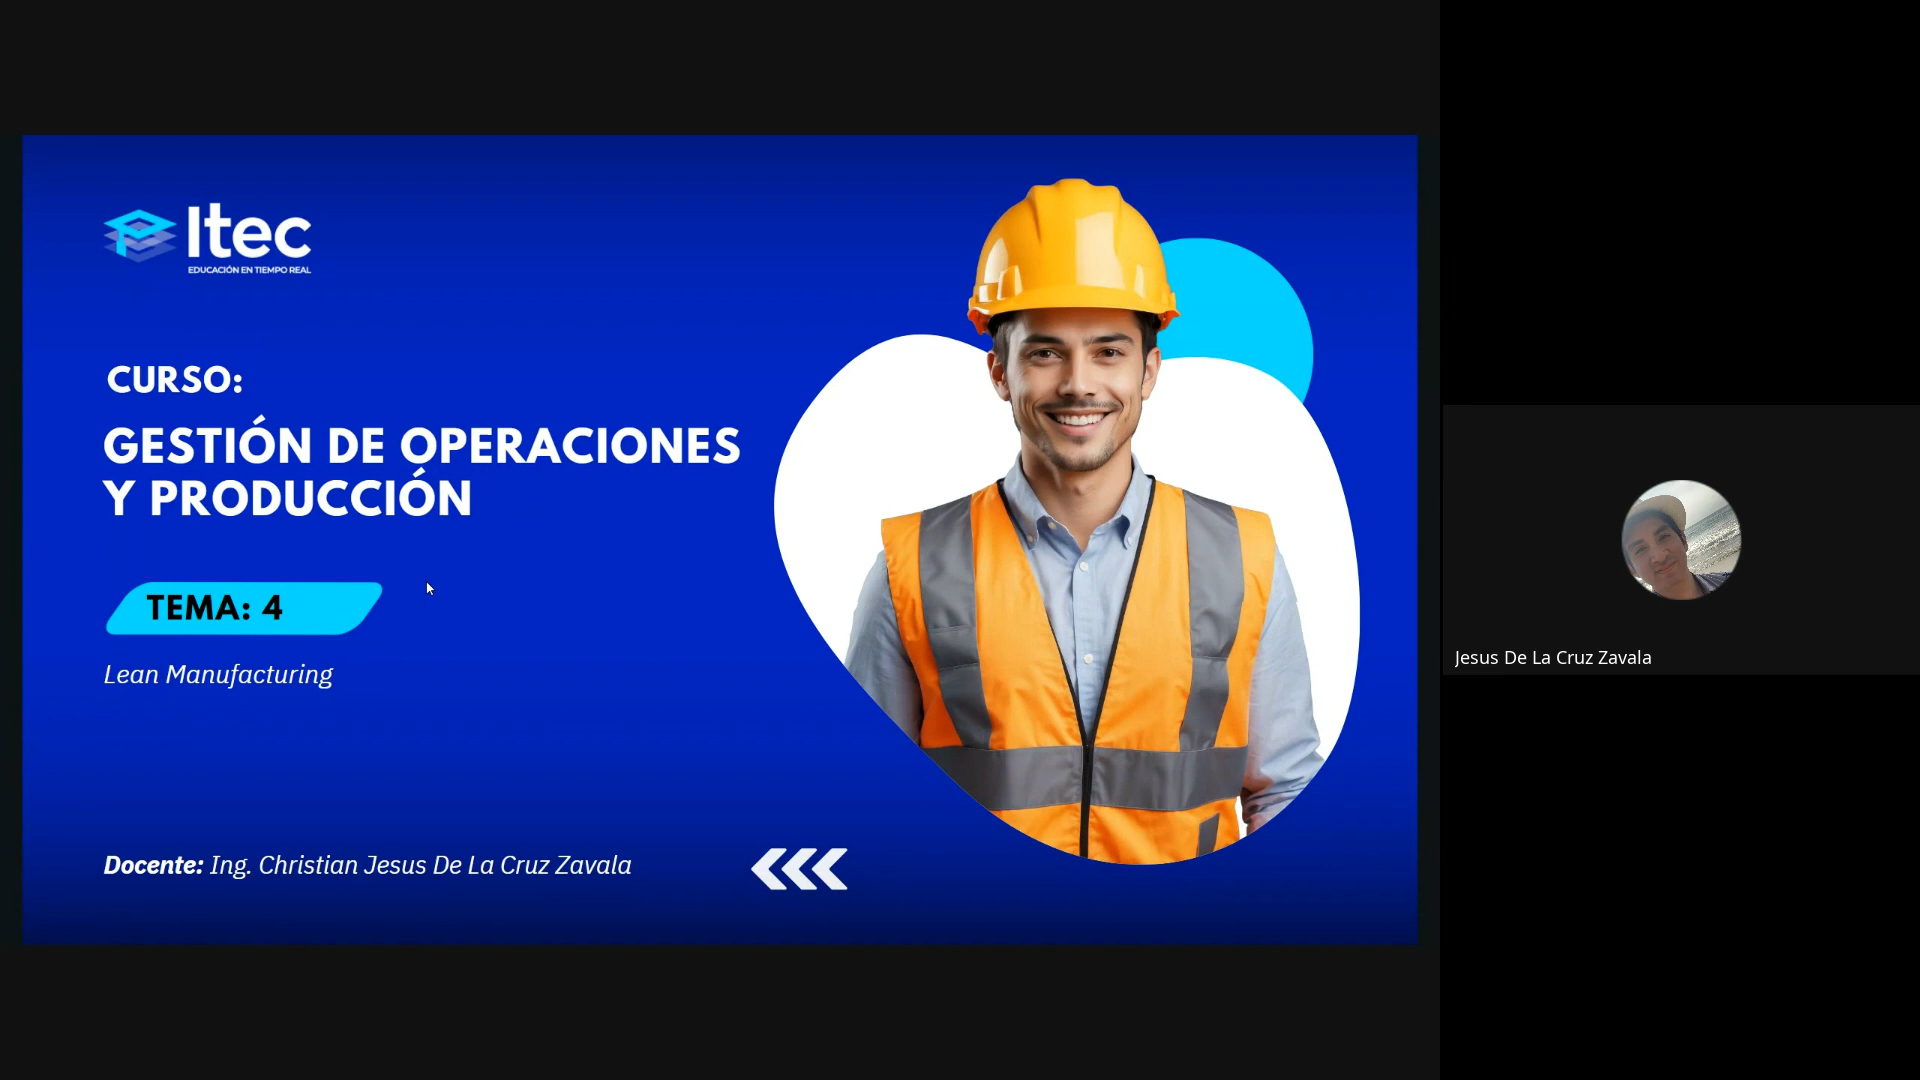 Itec
EDUCACIÓN EN TIEMPO REAL
CURSO:
GESTIÓN DE OPERACIONES
Y PRODUCCIÓN
TEMA: 4
Lean Manufacturing
Docente: Ing. Christian Jesus De La Cruz Zavala
Jesus De La Cruz Zavala